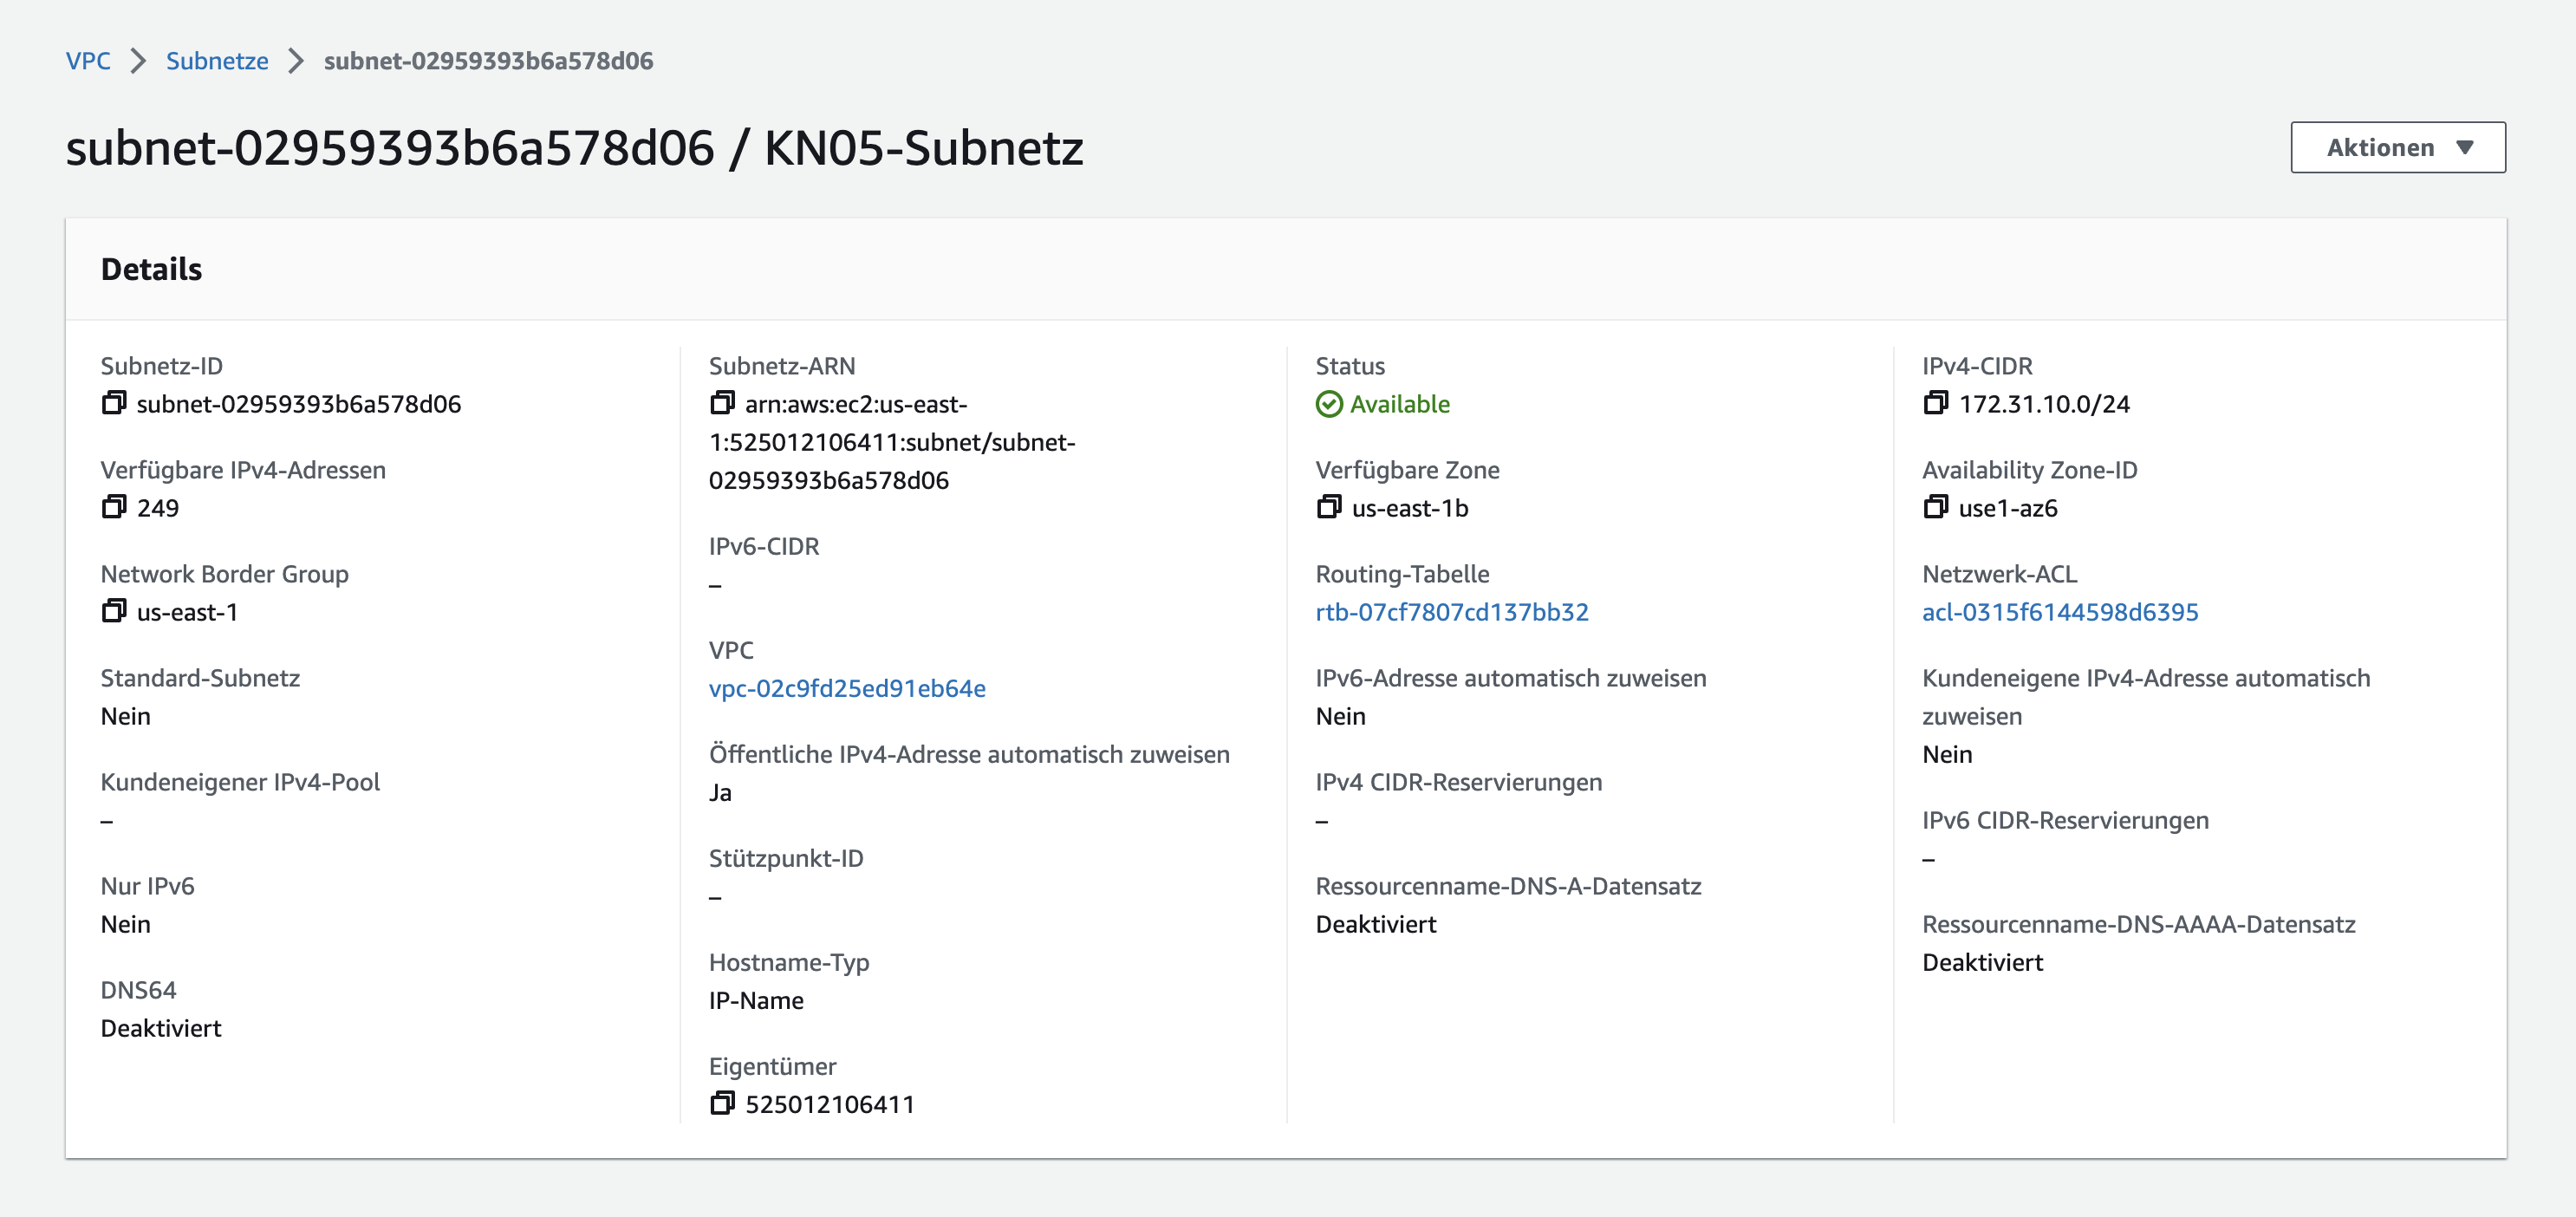 VPC > Subnetze > subnet-02959393b6a578d06
subnet-02959393b6a578d06 / KN05-Subnetz
Aktionen ▼
Details
Subnetz-ID
subnet-02959393b6a578d06
Verfügbare IPv4-Adressen
249
Network Border Group
us-east-1
Standard-Subnetz
Nein
Kundeneigener IPv4-Pool
–
Nur IPv6
Nein
DNS64
Deaktiviert
Subnetz-ARN
arn:aws:ec2:us-east-
1:525012106411:subnet/subnet-
02959393b6a578d06
IPv6-CIDR
–
VPC
vpc-02c9fd25ed91eb64e
Öffentliche IPv4-Adresse automatisch zuweisen
Ja
Stützpunkt-ID
–
Hostname-Typ
IP-Name
Eigentümer
525012106411
Status
Available
Verfügbare Zone
us-east-1b
Routing-Tabelle
rtb-07cf7807cd137bb32
IPv6-Adresse automatisch zuweisen
Nein
IPv4 CIDR-Reservierungen
–
Ressourcenname-DNS-A-Datensatz
Deaktiviert
IPv4-CIDR
172.31.10.0/24
Availability Zone-ID
use1-az6
Netzwerk-ACL
acl-0315f6144598d6395
Kundeneigene IPv4-Adresse automatisch
zuweisen
Nein
IPv6 CIDR-Reservierungen
–
Ressourcenname-DNS-AAAA-Datensatz
Deaktiviert